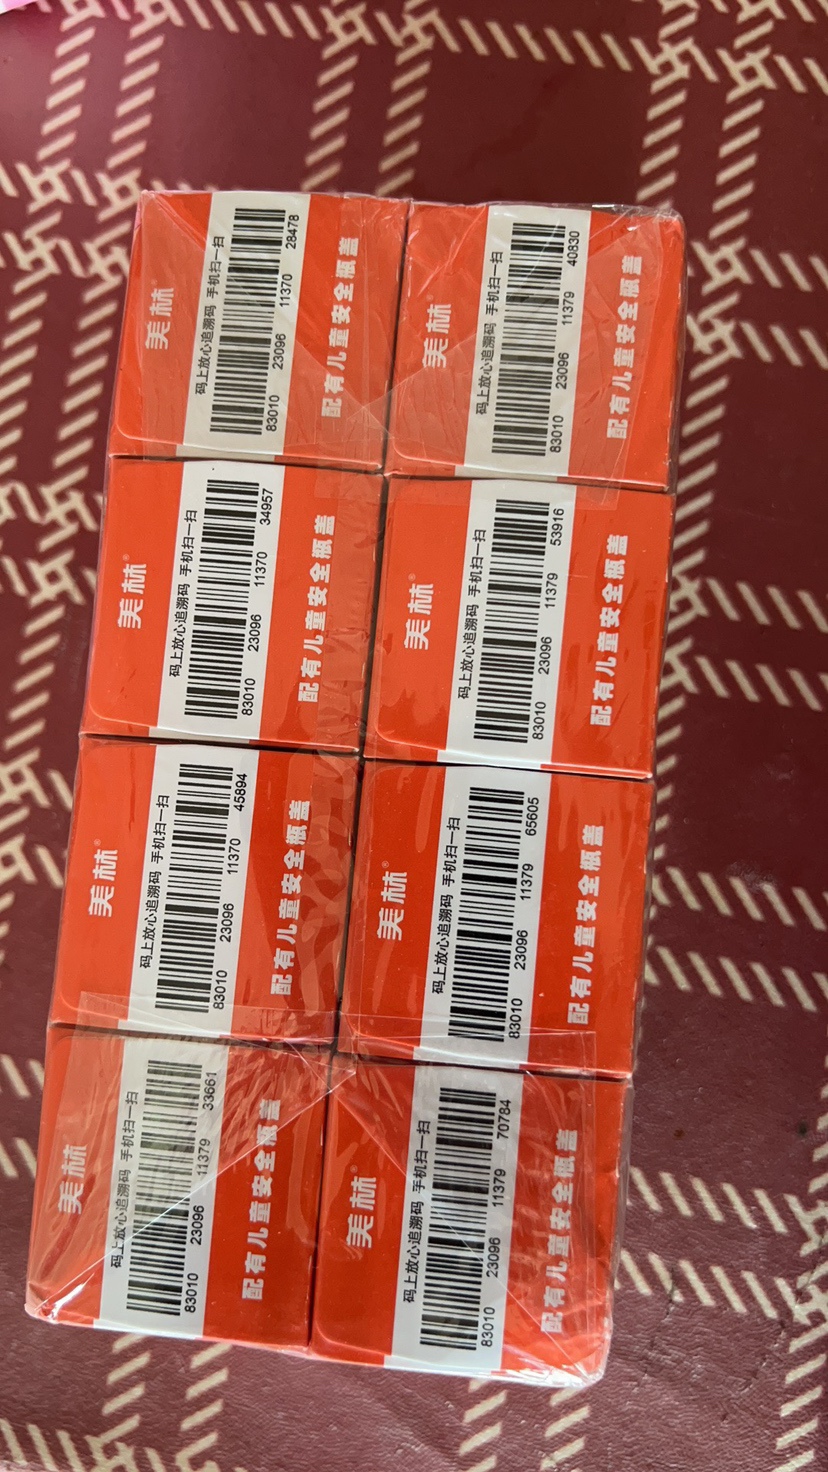 美林®
码上放心追溯码 手机扫一扫
83010 23096 11370 28478
配有儿童安全瓶盖
美林®
码上放心追溯码 手机扫一扫
83010 23096 11379 40830
配有儿童安全瓶盖
美林®
码上放心追溯码 手机扫一扫
83010 23096 11370 34957
配有儿童安全瓶盖
美林®
码上放心追溯码 手机扫一扫
83010 23096 11379 53916
配有儿童安全瓶盖
美林®
码上放心追溯码 手机扫一扫
83010 23096 11370 45894
配有儿童安全瓶盖
美林®
码上放心追溯码 手机扫一扫
83010 23096 11379 65605
配有儿童安全瓶盖
美林
码上放心追溯码 手机扫一扫
83010 23096 11379 33661
配有儿童安全瓶盖
美林®
码上放心追溯码 手机扫一扫
83010 23096 11379 70784
配有儿童安全瓶盖